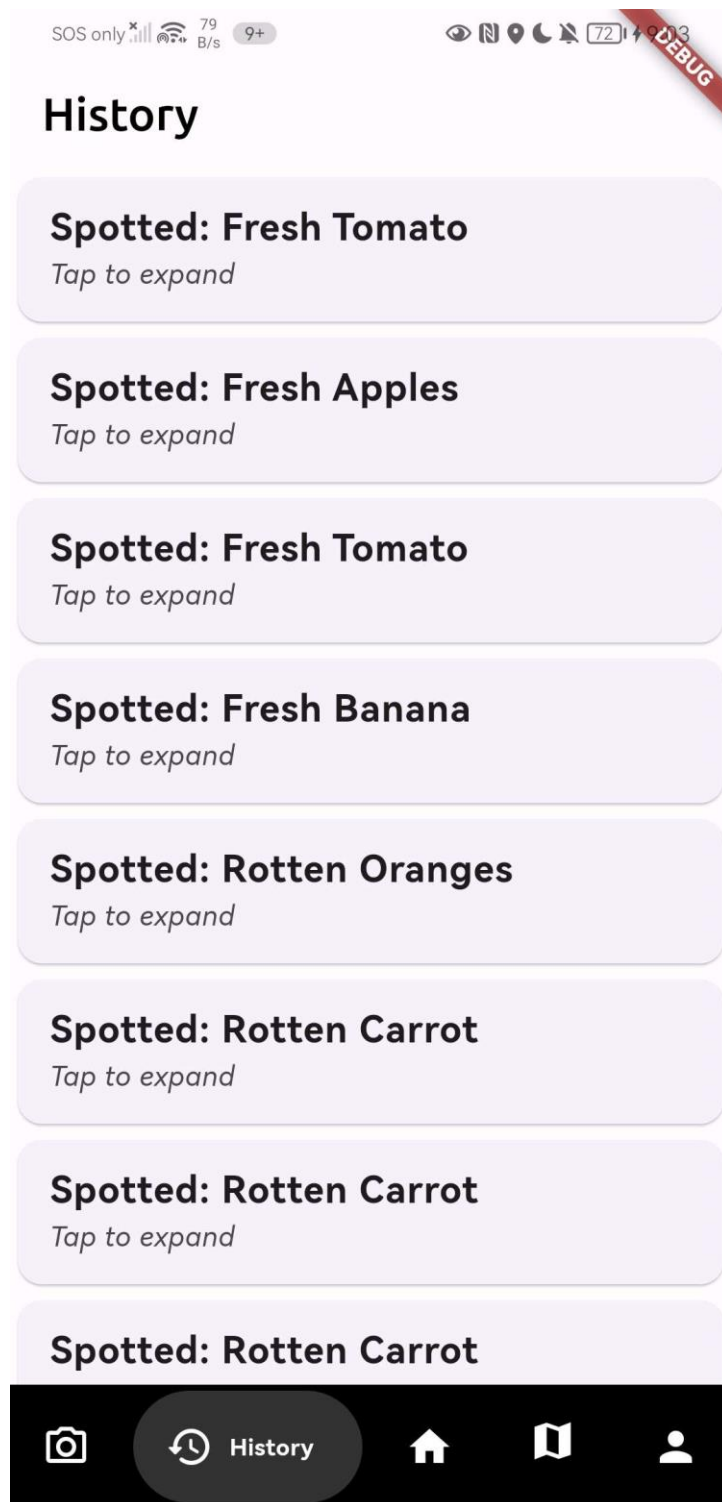 SOS only 79 B/s 9+ 72 9:03
DEBUG
History
Spotted: Fresh Tomato
Tap to expand
Spotted: Fresh Apples
Tap to expand
Spotted: Fresh Tomato
Tap to expand
Spotted: Fresh Banana
Tap to expand
Spotted: Rotten Oranges
Tap to expand
Spotted: Rotten Carrot
Tap to expand
Spotted: Rotten Carrot
Tap to expand
Spotted: Rotten Carrot
History